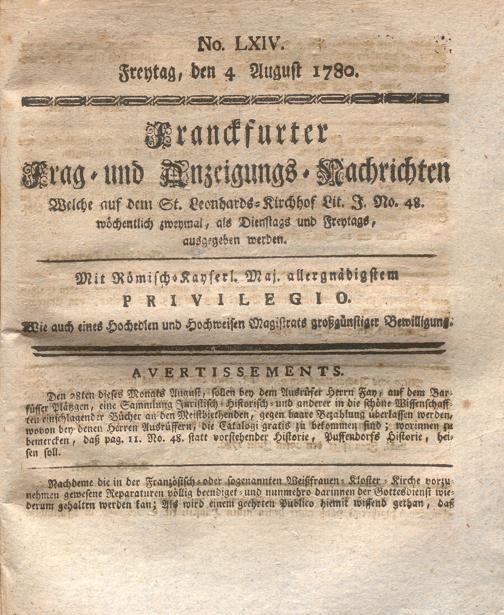 No. LXIV.
Freytag, den 4 August 1780.
Franckfurter
Frag- und Anzeigungs-Nachrichten
Welche auf dem St. Leonhards-Kirchhof Lit. J. No. 48.
wöchentlich zweymal, als Dienstags und Freytags,
ausgegeben werden.
Mit Römisch-Kayserl. Maj. allergnädigstem
PRIVILEGIO.
Wie auch eines Hochedlen und Hochweisen Magistrats großgünstiger Bewilligung.
AVERTISSEMENTS.
Den 28ten dieses Monats August, sollen bey dem Ausrüfer Herrn Fay, auf dem Bar-
füsser Plätzgen, eine Sammlung Juristisch-Historisch- und anderer in die schöne Wissenschaff-
ten einschlagender Bücher an den Meistbiethenden, gegen baare Bezahlung überlassen werden,
wovon bey denen Herren Ausrüffern, die Catalogi gratis zu bekommen sind; worinnen zu
bemercken, daß pag. 11. No. 48. statt vorstehender Historie, Puffendorfs Historie, hei-
sen soll.
Nachdeme die in der Französisch- oder sogenannten Weißfrauen-Kloster-Kirche vorzu-
nehmen gewesene Reparaturen völlig beendiget- und nunmehro darinnen der Gottesdienst wie-
derum gehalten werden kan; Als wird einem geehrten Publico hiemit wissend gethan, daß